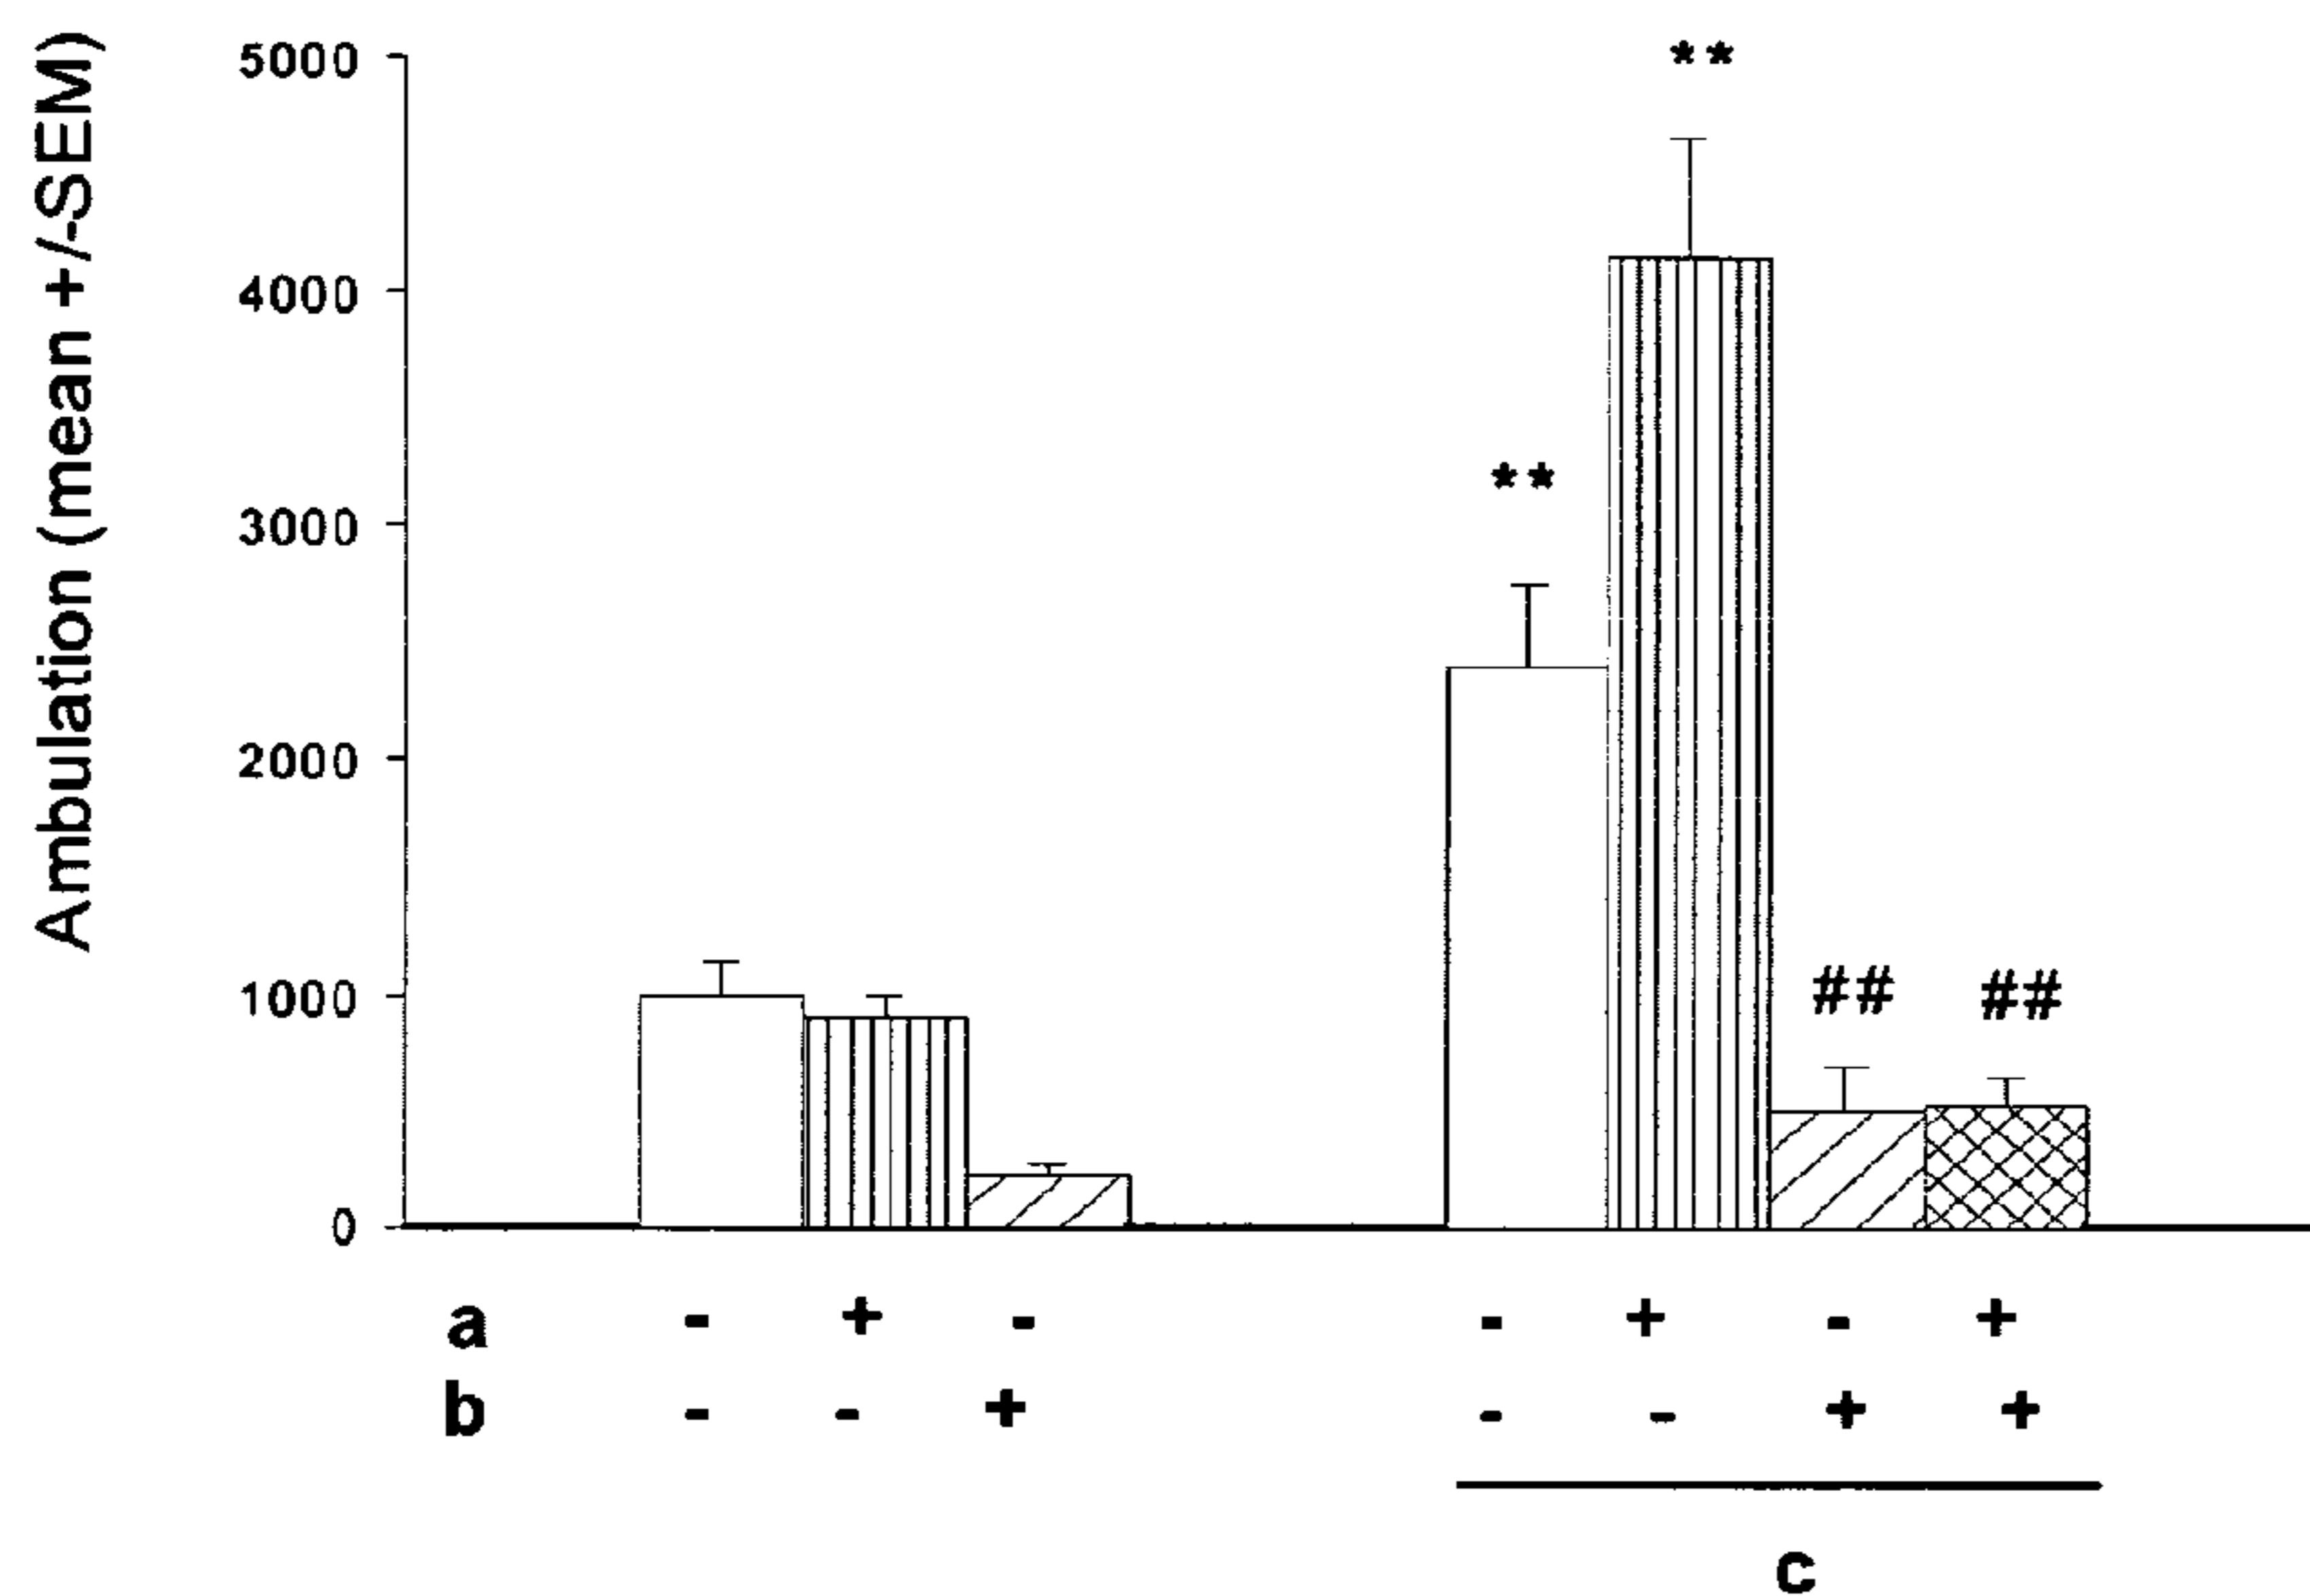 Ambulation (mean +/-SEM)
5000
**
4000
3000
**
2000
1000
## ##
0
a - + - - + - +
b - - + - - + +
c